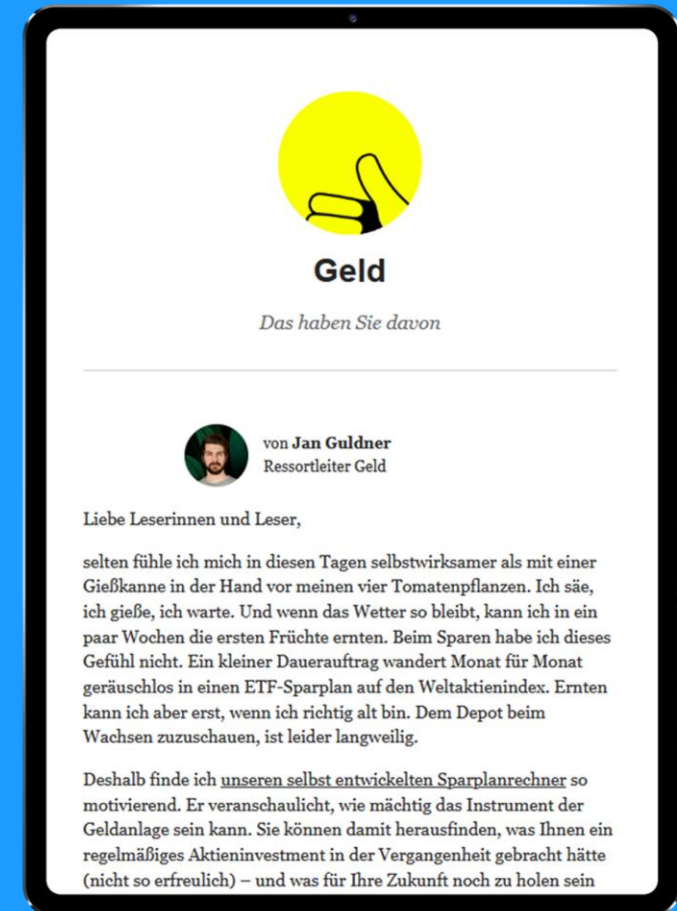 Geld
Das haben Sie davon
von Jan Guldner
Ressortleiter Geld
Liebe Leserinnen und Leser,
selten fühle ich mich in diesen Tagen selbstwirksamer als mit einer
Gießkanne in der Hand vor meinen vier Tomatenpflanzen. Ich säe,
ich gieße, ich warte. Und wenn das Wetter so bleibt, kann ich in ein
paar Wochen die ersten Früchte ernten. Beim Sparen habe ich dieses
Gefühl nicht. Ein kleiner Dauerauftrag wandert Monat für Monat
geräuschlos in einen ETF-Sparplan auf den Weltaktienindex. Ernten
kann ich aber erst, wenn ich richtig alt bin. Dem Depot beim
Wachsen zuzuschauen, ist leider langweilig.
Deshalb finde ich unseren selbst entwickelten Sparplanrechner so
motivierend. Er veranschaulicht, wie mächtig das Instrument der
Geldanlage sein kann. Sie können damit herausfinden, was Ihnen ein
regelmäßiges Aktieninvestment in der Vergangenheit gebracht hätte
(nicht so erfreulich) – und was für Ihre Zukunft noch zu holen sein